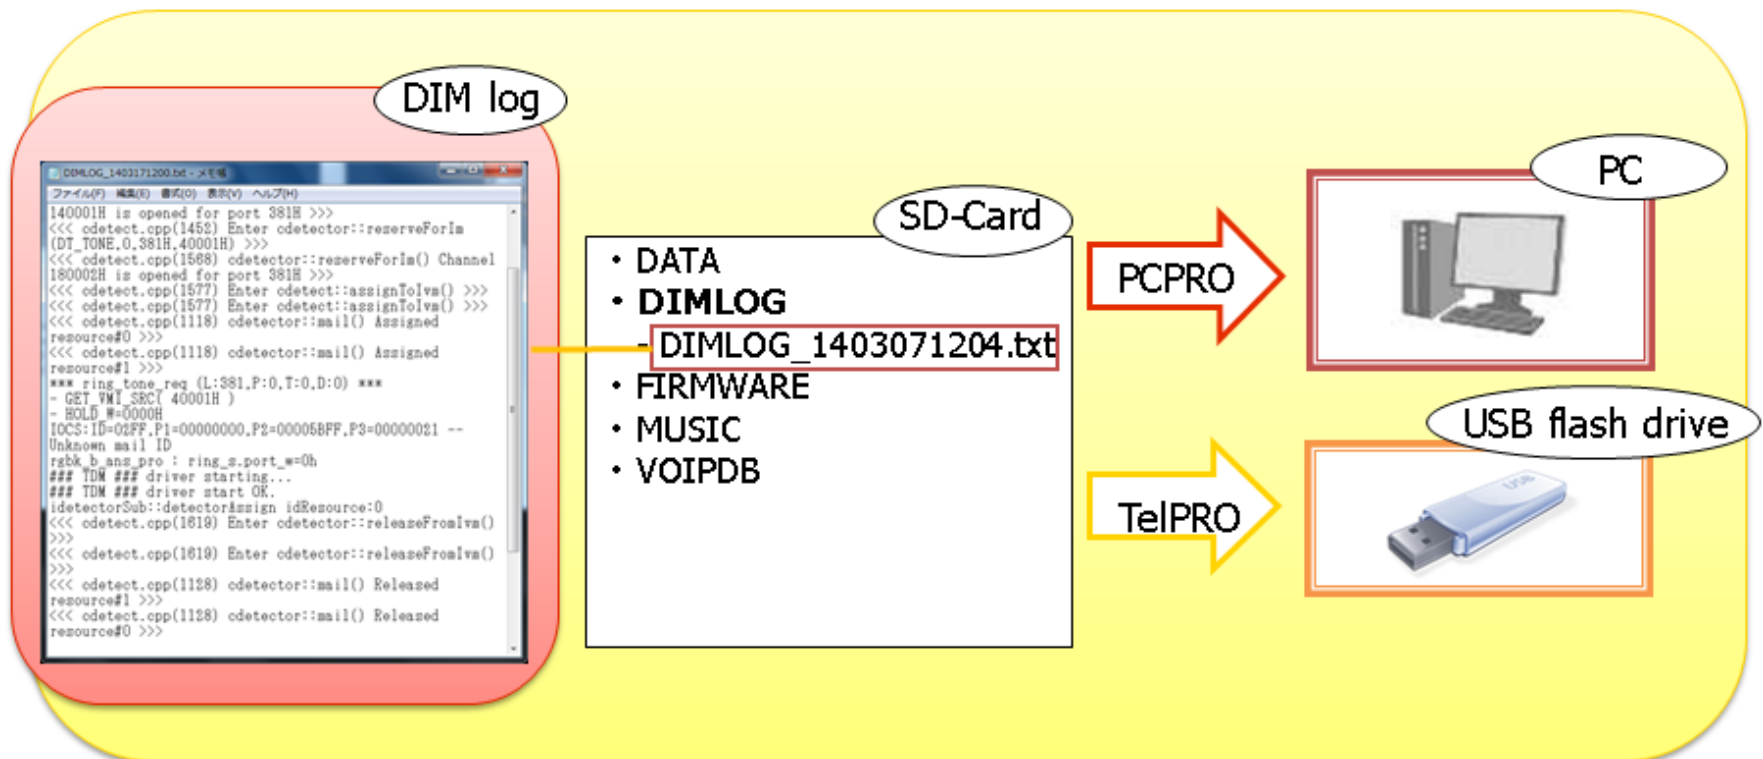 DIM log
DIMLOG_1403171200.txt - メモ帳
ファイル(F) 編集(E) 書式(O) 表示(V) ヘルプ(H)
140001H is opened for port 381H >>>
<<< cdetect.cpp(1452) Enter cdetector::reserveForIm
(DT_TONE,0,381H,40001H) >>>
<<< cdetect.cpp(1568) cdetector::reserveForIm() Channel
180002H is opened for port 381H >>>
<<< cdetect.cpp(1577) Enter cdetect::assignToIvm() >>>
<<< cdetect.cpp(1577) Enter cdetect::assignToIvm() >>>
<<< cdetect.cpp(1118) cdetector::mail() Assigned
resource#0 >>>
<<< cdetect.cpp(1118) cdetector::mail() Assigned
resource#1 >>>
*** ring_tone_req (L:381,P:0,T:0,D:0) ***
- GET_VMI_SRC( 40001H )
- HOLD_W=0000H
IOCS:ID=02FF,P1=00000000,P2=00005BFF,P3=00000021 --
Unknown mail ID
rgbk_b_ans_pro : ring_s.port_w=0h
### TDM ### driver starting...
### TDM ### driver start OK.
idetectorSub::detectorAssign idResource:0
<<< cdetect.cpp(1619) Enter cdetector::releaseFromIvm()
>>>
<<< cdetect.cpp(1619) Enter cdetector::releaseFromIvm()
>>>
<<< cdetect.cpp(1128) cdetector::mail() Released
resource#1 >>>
<<< cdetect.cpp(1128) cdetector::mail() Released
resource#0 >>>
SD-Card
• DATA
• DIMLOG
- DIMLOG_1403071204.txt
• FIRMWARE
• MUSIC
• VOIPDB
PCPRO
TelPRO
PC
USB flash drive
USB